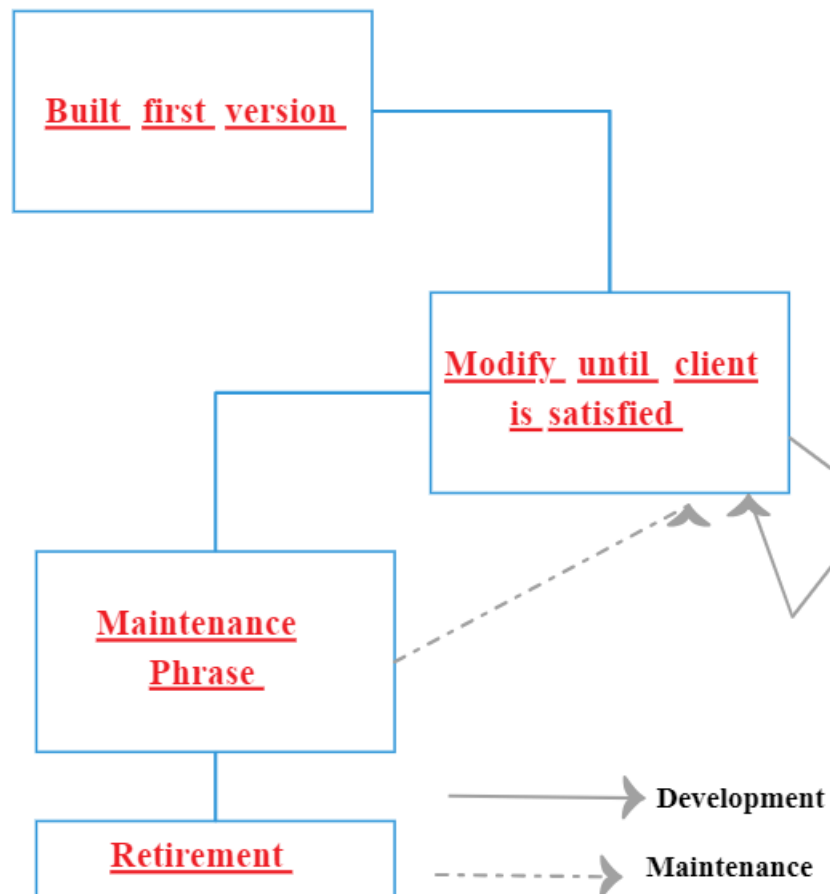 Built first version
Modify until client
is satisfied
Maintenance
Phrase
Development
Retirement
Maintenance